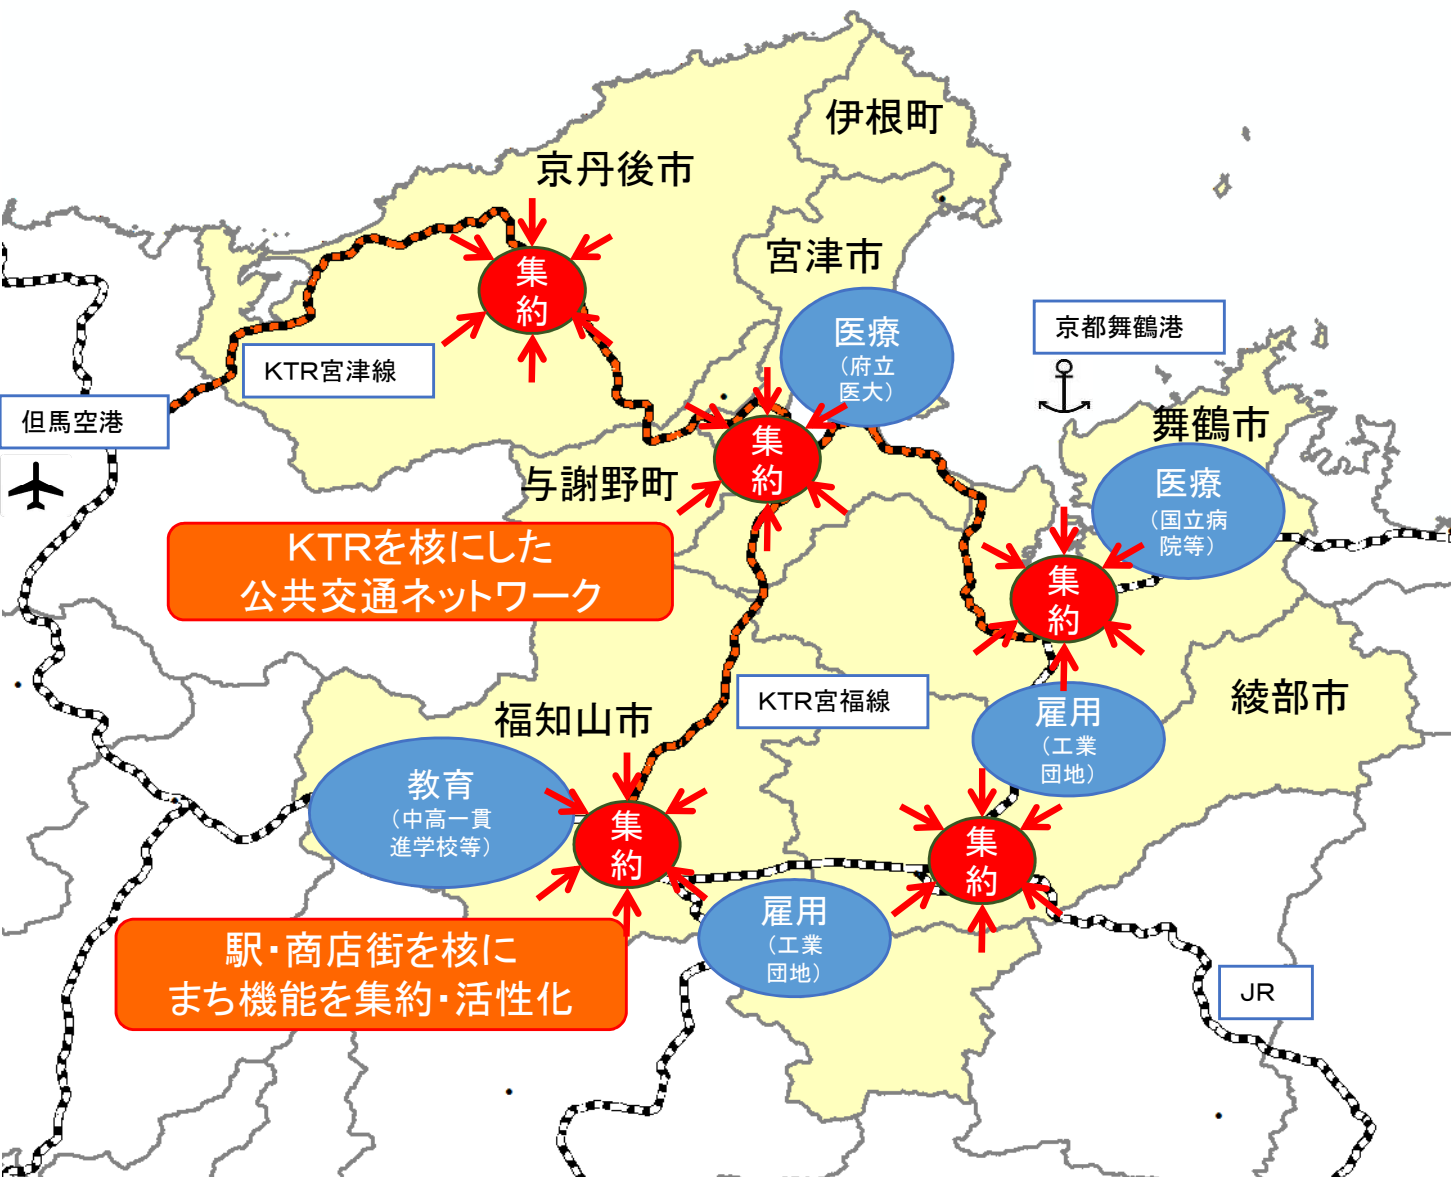 伊根町
京丹後市
宮津市
集
約
医療
（府立
医大）
京都舞鶴港
KTR宮津線
但馬空港
舞鶴市
集
約
与謝野町
医療
（国立病
院等）
KTRを核にした
公共交通ネットワーク
集
約
KTR宮福線
綾部市
福知山市
雇用
（工業
団地）
教育
（中高一貫
進学校等）
集
約
集
約
雇用
（工業
団地）
駅・商店街を核に
まち機能を集約・活性化
JR